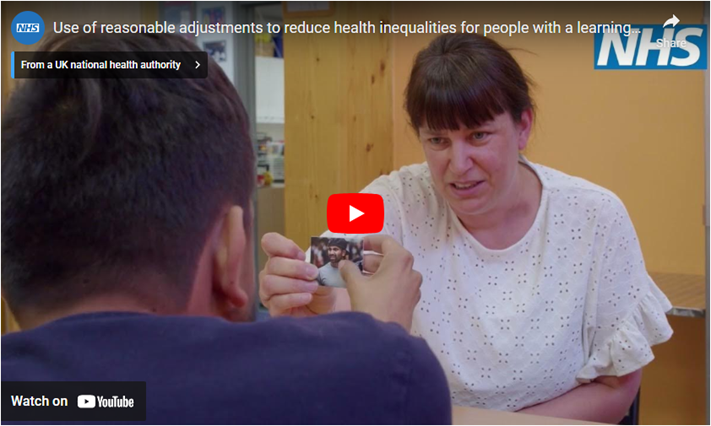 NHS
Use of reasonable adjustments to reduce health inequalities for people with a learning...
Share
NHS
From a UK national health authority
Watch on YouTube